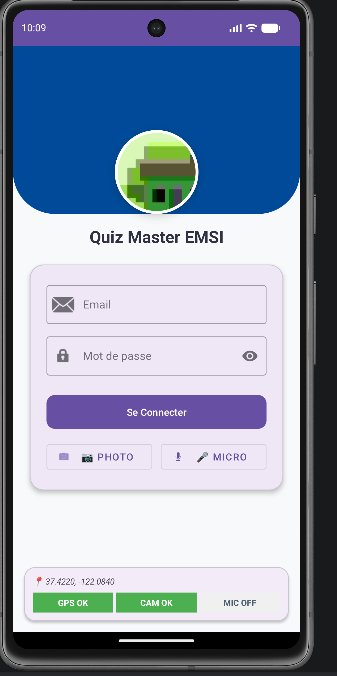 10:09
Quiz Master EMSI
Email
Mot de passe
Se Connecter
📷 PHOTO
🎤 MICRO
📍 37.4220, -122.0840
GPS OK
CAM OK
MIC OFF